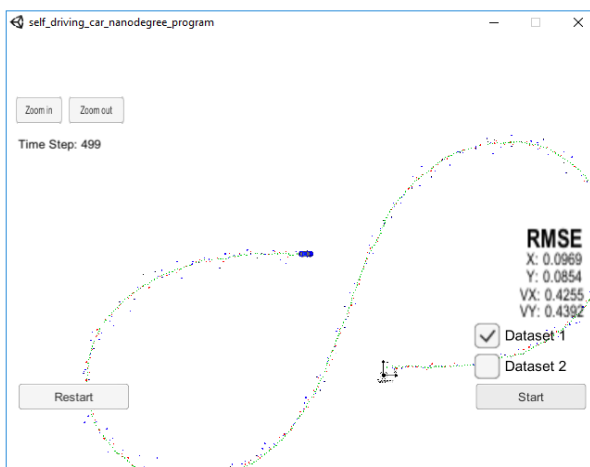 self_driving_car_nanodegree_program
Zoom in
Zoom out
Time Step: 499
RMSE
X: 0.0969
Y: 0.0854
VX: 0.4255
VY: 0.4392
Dataset 1
Dataset 2
Restart
Start